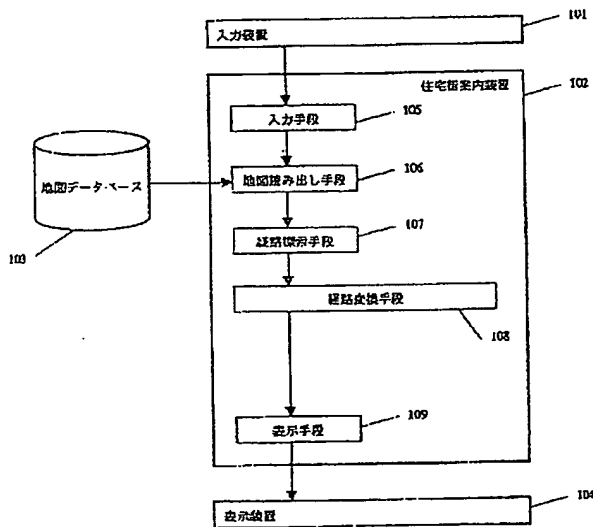 入力装置
101
住宅街案内装置
102
105
入力手段
地図データベース
103
地図読み出し手段
106
107
経路探索手段
経路変換手段
108
109
表示手段
表示装置
104